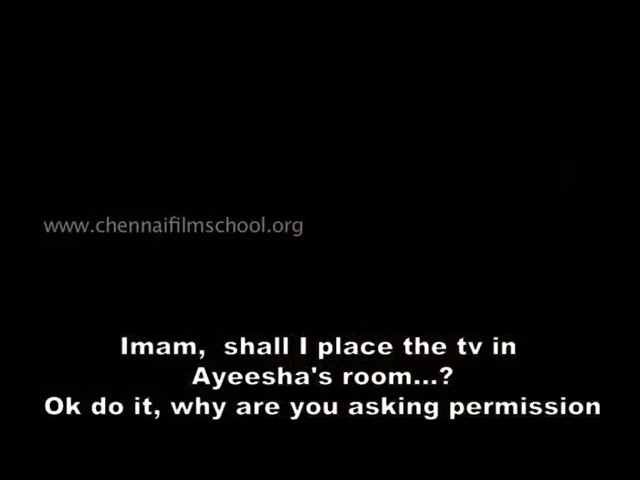 www.chennaifilmschool.org
Imam, shall I place the tv in
Ayeesha's room...?
Ok do it, why are you asking permission